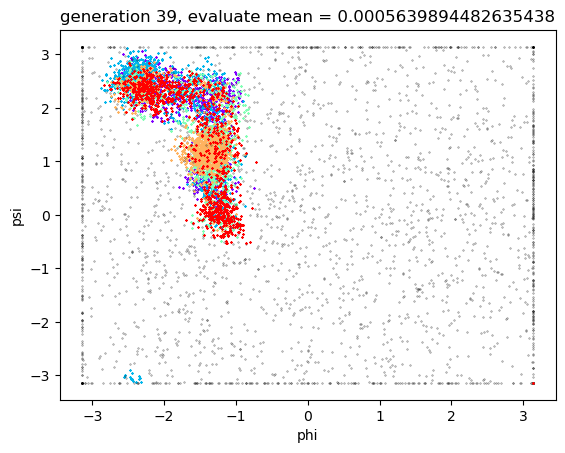 generation 39, evaluate mean = 0.0005639894482635438
3
2
1
0
−1
−2
−3
psi
−3 −2 −1 0 1 2 3
phi